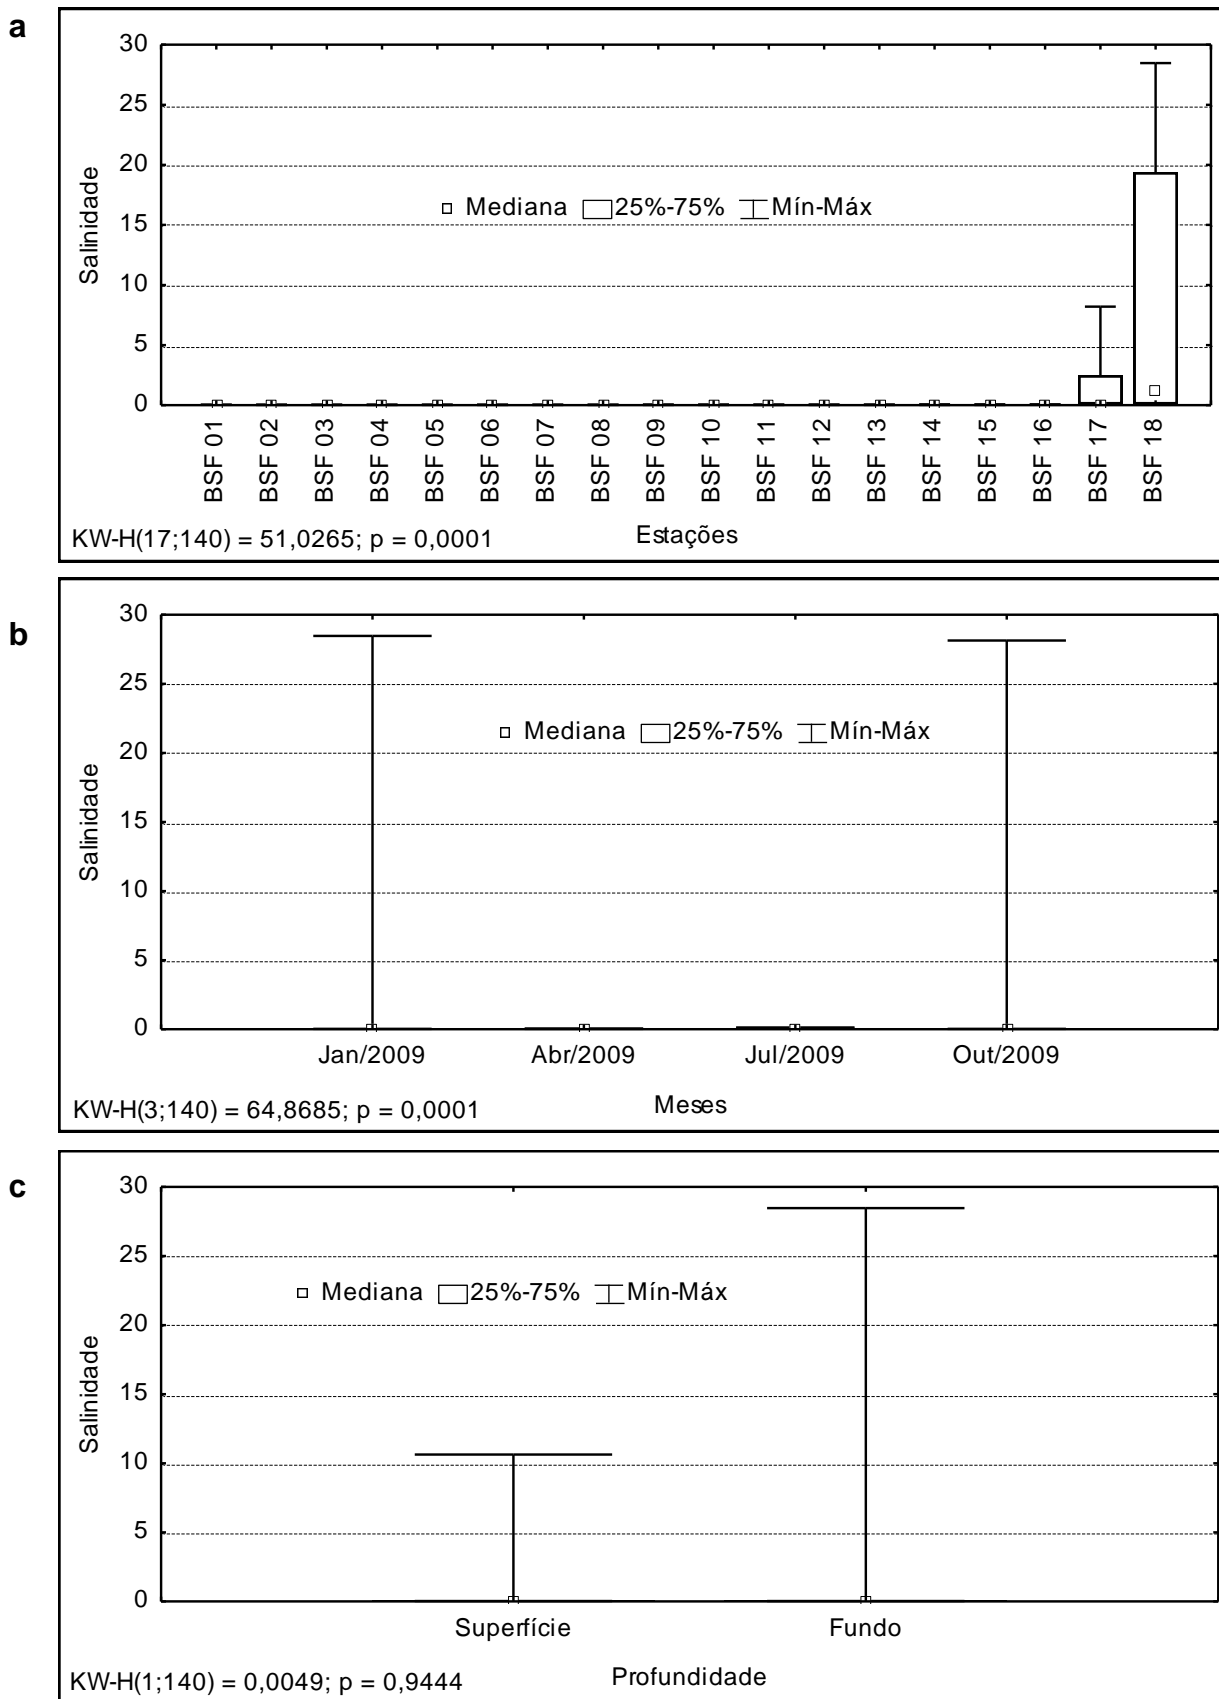 a
30
25
20
15
10
5
0
Salinidade
Mediana 25%-75% Mín-Máx
BSF 01 BSF 02 BSF 03 BSF 04 BSF 05 BSF 06 BSF 07 BSF 08 BSF 09 BSF 10 BSF 11 BSF 12 BSF 13 BSF 14 BSF 15 BSF 16 BSF 17 BSF 18
KW-H(17;140) = 51,0265; p = 0,0001
Estações
b
30
25
20
15
10
5
0
Salinidade
Mediana 25%-75% Mín-Máx
Jan/2009 Abr/2009 Jul/2009 Out/2009
KW-H(3;140) = 64,8685; p = 0,0001
Meses
c
30
25
20
15
10
5
0
Salinidade
Mediana 25%-75% Mín-Máx
Superfície Fundo
KW-H(1;140) = 0,0049; p = 0,9444
Profundidade